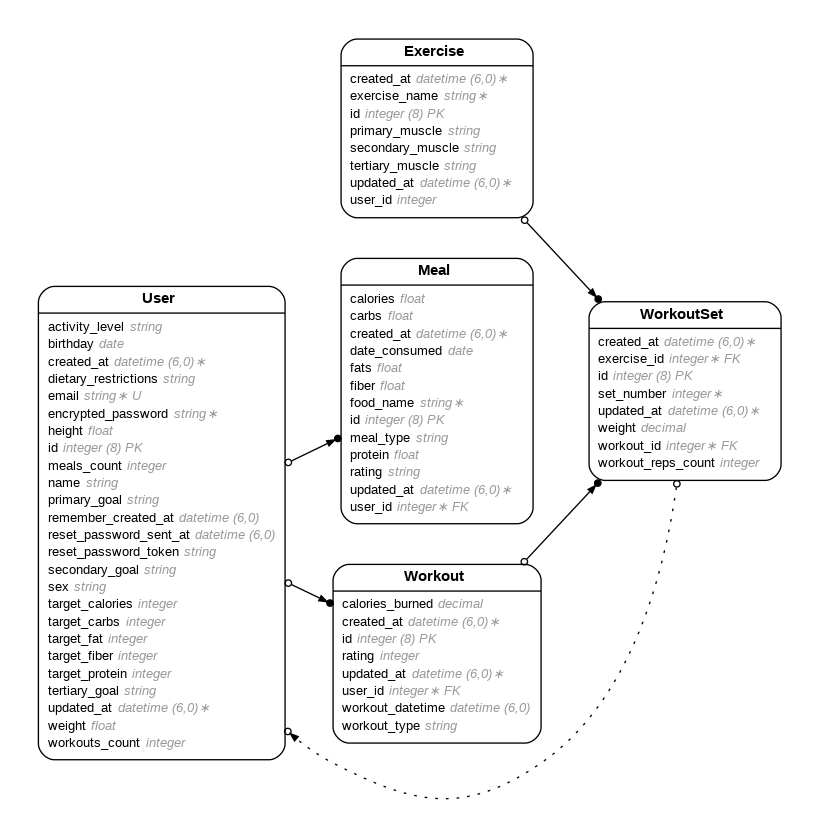 Exercise
created_at datetime (6,0)∗
exercise_name string∗
id integer (8) PK
primary_muscle string
secondary_muscle string
tertiary_muscle string
updated_at datetime (6,0)∗
user_id integer
Meal
calories float
carbs float
created_at datetime (6,0)∗
date_consumed date
fats float
fiber float
food_name string∗
id integer (8) PK
meal_type string
protein float
rating string
updated_at datetime (6,0)∗
user_id integer∗ FK
User
activity_level string
birthday date
created_at datetime (6,0)∗
dietary_restrictions string
email string∗ U
encrypted_password string∗
height float
id integer (8) PK
meals_count integer
name string
primary_goal string
remember_created_at datetime (6,0)
reset_password_sent_at datetime (6,0)
reset_password_token string
secondary_goal string
sex string
target_calories integer
target_carbs integer
target_fat integer
target_fiber integer
target_protein integer
tertiary_goal string
updated_at datetime (6,0)∗
weight float
workouts_count integer
WorkoutSet
created_at datetime (6,0)∗
exercise_id integer∗ FK
id integer (8) PK
set_number integer∗
updated_at datetime (6,0)∗
weight decimal
workout_id integer∗ FK
workout_reps_count integer
Workout
calories_burned decimal
created_at datetime (6,0)∗
id integer (8) PK
rating integer
updated_at datetime (6,0)∗
user_id integer∗ FK
workout_datetime datetime (6,0)
workout_type string